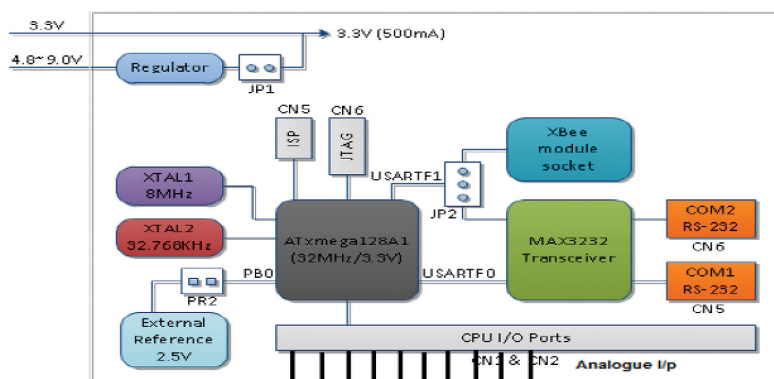 3.3V
3.3V (500mA)
4.8~9.0V
Regulator
JP1
CN5
CN6
ISP
JTAG
XBee
module
socket
USARTF1
XTAL1
8MHz
JP2
XTAL2
32.768KHz
ATxmega128A1
(32MHz/3.3V)
MAX3232
Transceiver
COM2
RS-232
CN6
PB0
USARTF0
COM1
RS-232
CN5
PR2
External
Reference
2.5V
CPU I/O Ports
CN1 & CN2
Analogue I/p